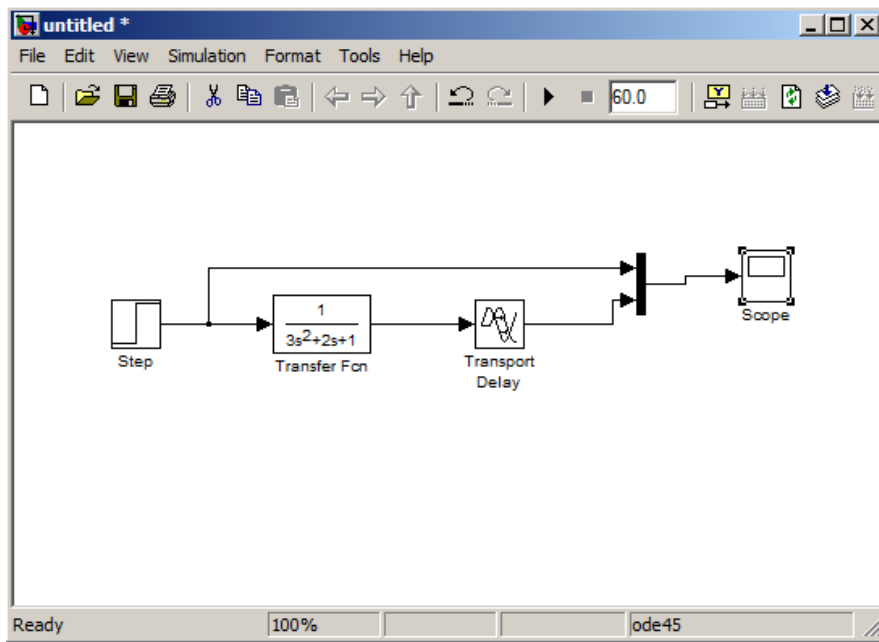 untitled *
File Edit View Simulation Format Tools Help
60.0
Step
1
3s²+2s+1
Transfer Fcn
Transport
Delay
Scope
Ready 100% ode45